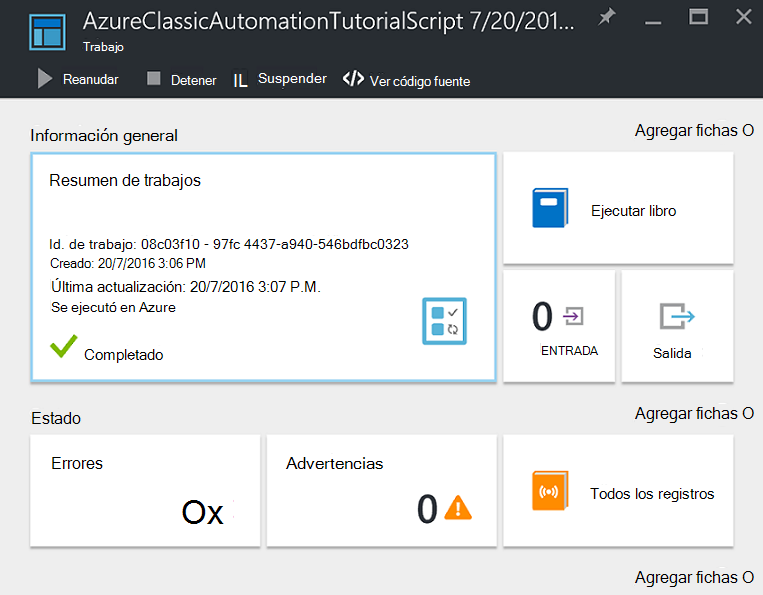 AzureClassicAutomationTutorialScript 7/20/201...
Trabajo
Reanudar Detener IL Suspender </> Ver código fuente
Información general
Agregar fichas O
Resumen de trabajos
Id. de trabajo: 08c03f10 - 97fc 4437-a940-546bdfbc0323
Creado: 20/7/2016 3:06 PM
Última actualización: 20/7/2016 3:07 P.M.
Se ejecutó en Azure
Completado
Ejecutar libro
0
ENTRADA
Salida
Estado
Agregar fichas O
Errores
Ox
Advertencias
0
Todos los registros
Agregar fichas O